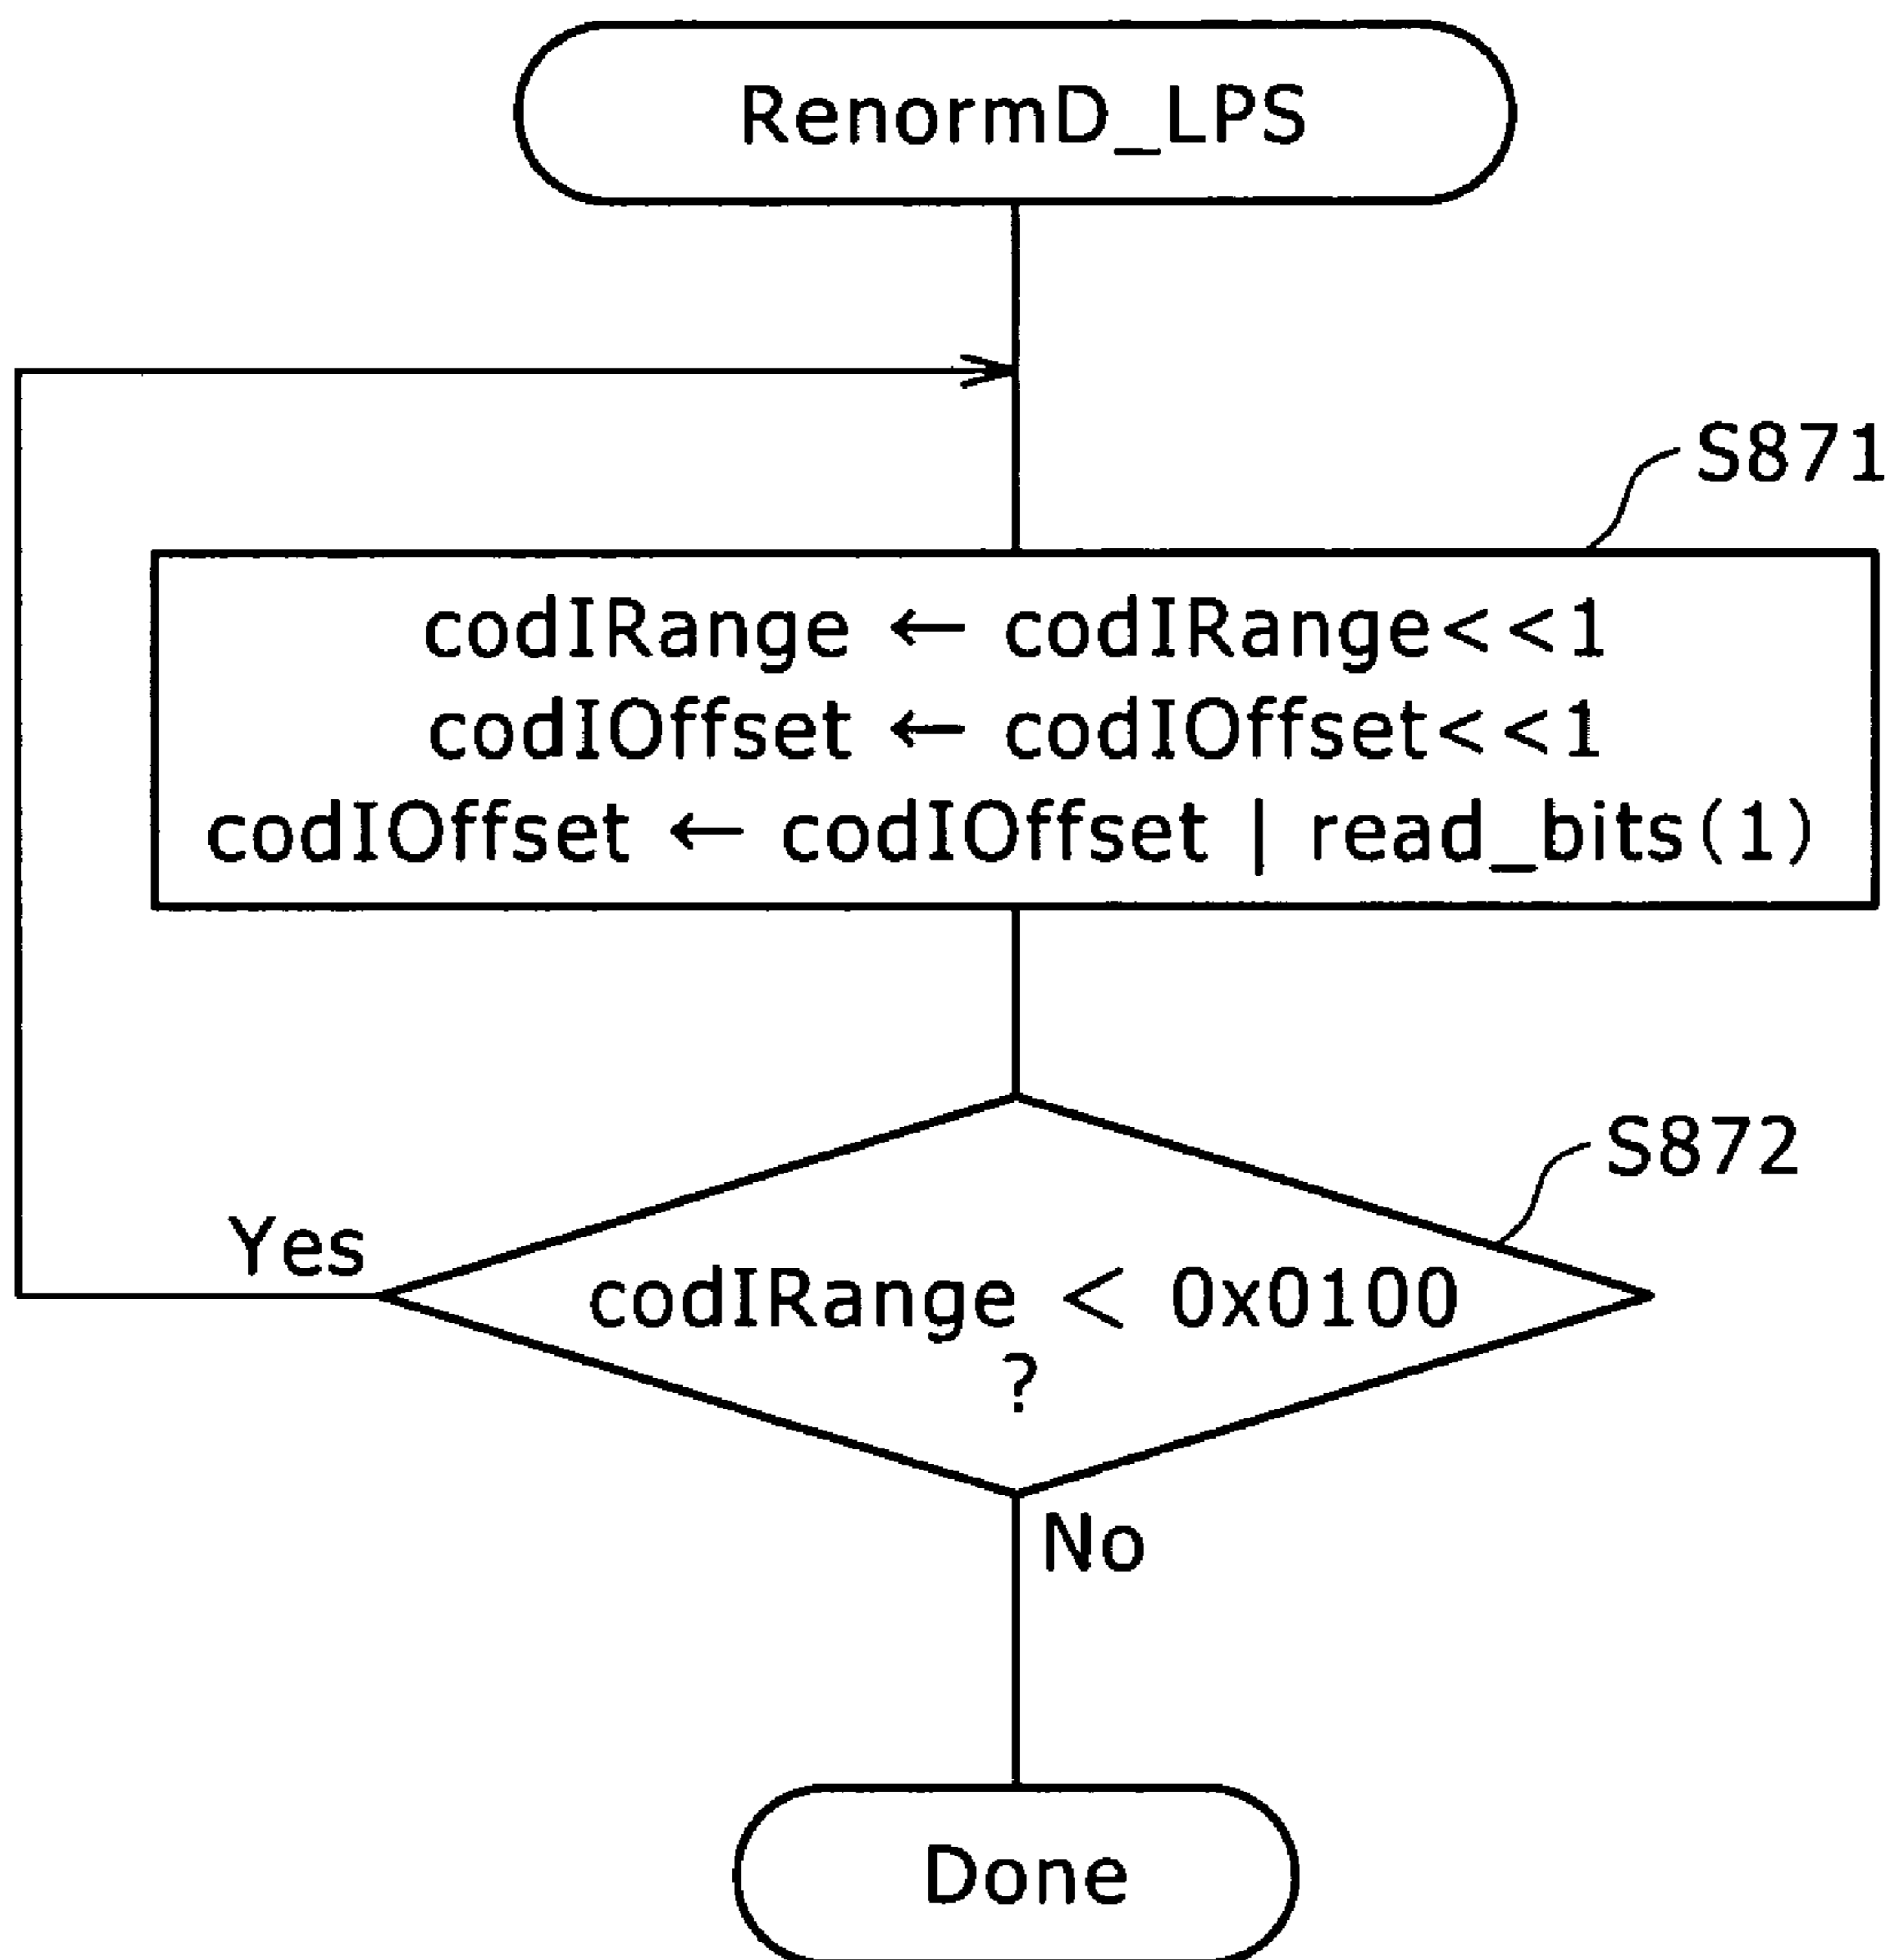 RenormD_LPS
S871
codIRange ← codIRange<<1
codIOffset ← codIOffset<<1
codIOffset ← codIOffset | read_bits(1)
S872
Yes
codIRange < 0x0100
?
No
Done